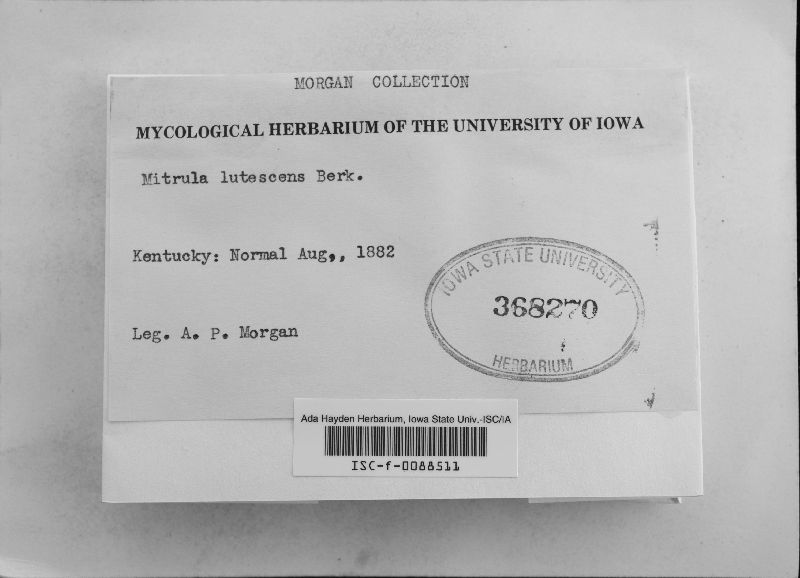 MORGAN COLLECTION
MYCOLOGICAL HERBARIUM OF THE UNIVERSITY OF IOWA
Mitrula lutescens Berk.
Kentucky: Normal Aug,, 1882
Leg. A. P. Morgan
IOWA STATE UNIVERSITY
368270
HERBARIUM
Ada Hayden Herbarium, Iowa State Univ.-ISC/IA
ISC-f-0088511